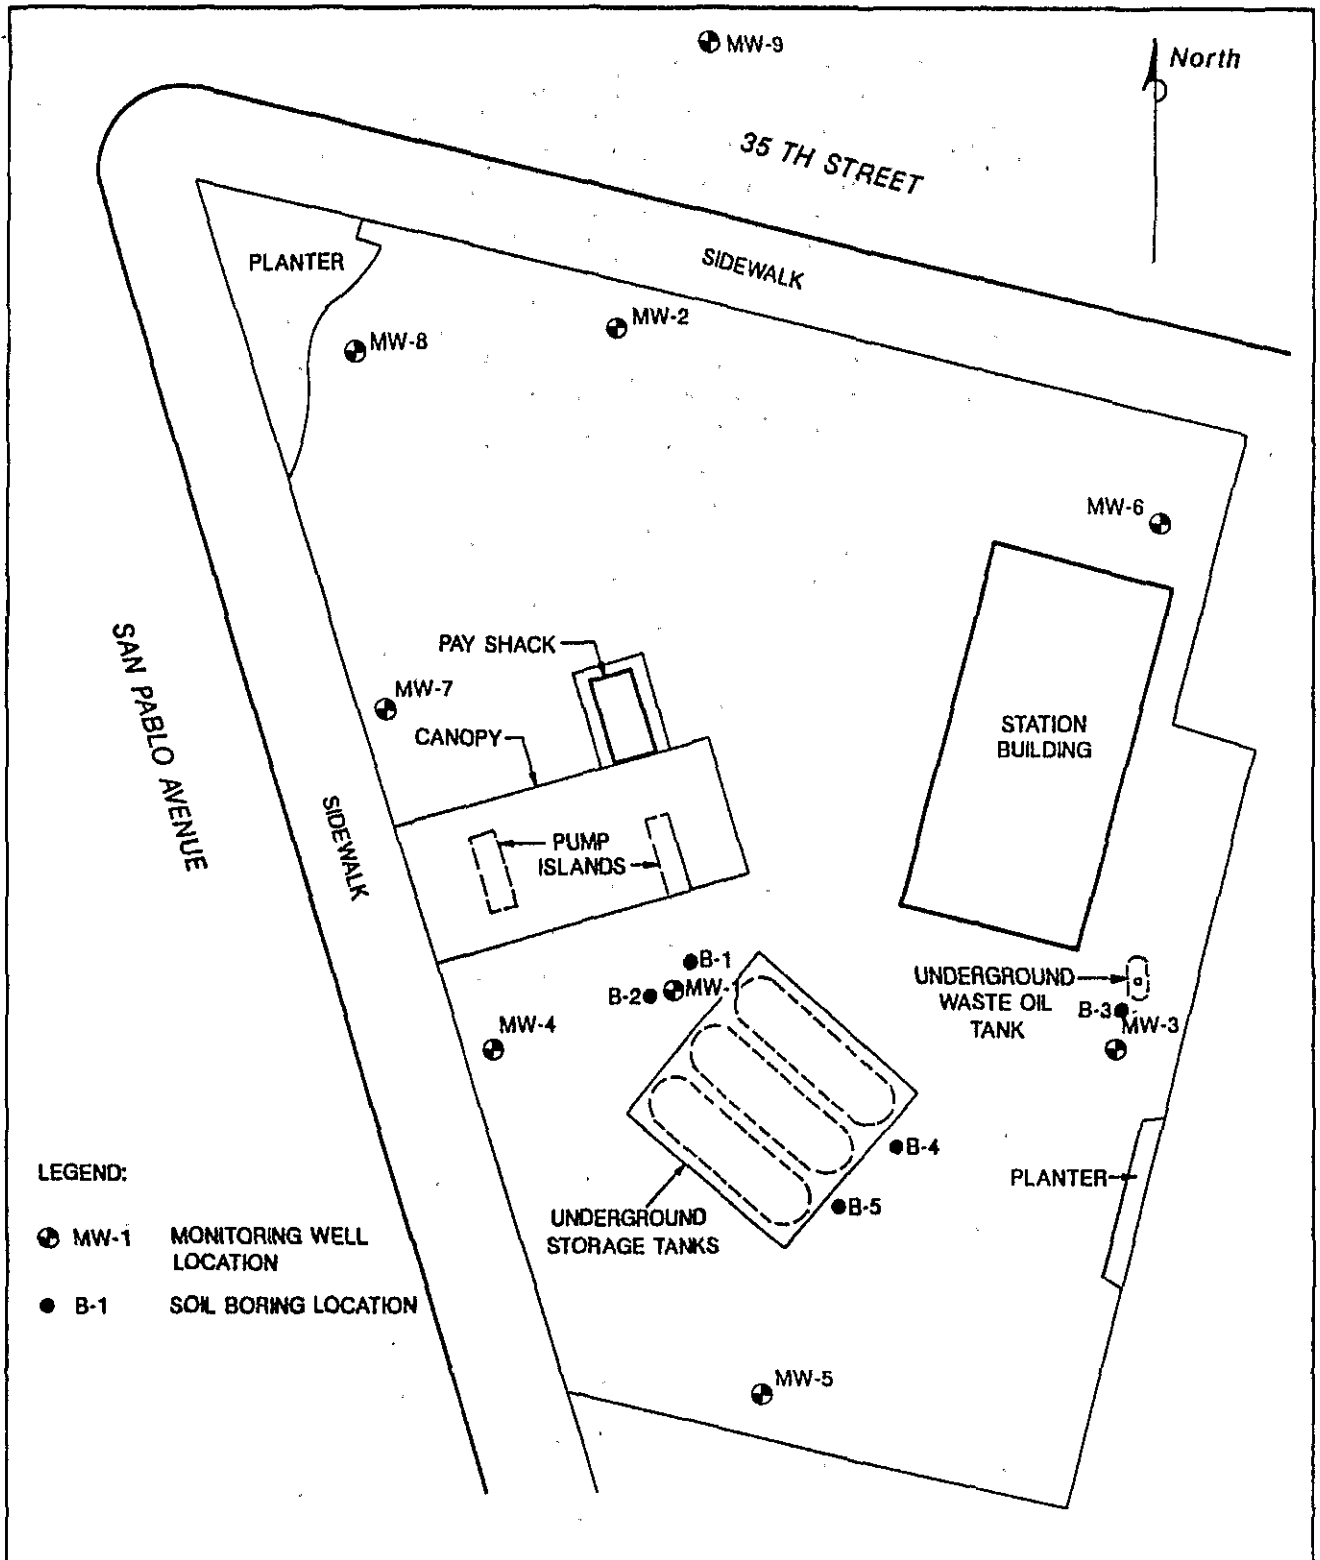 MW-9
North
35 TH STREET
SIDEWALK
PLANTER
MW-2
MW-8
MW-6
SAN PABLO AVENUE
PAY SHACK
MW-7
CANOPY
STATION
BUILDING
SIDEWALK
PUMP
ISLANDS
B-1
B-2
MW-1
UNDERGROUND
WASTE OIL
TANK
B-3
MW-3
MW-4
B-4
PLANTER
B-5
UNDERGROUND
STORAGE TANKS
LEGEND:
MW-1 MONITORING WELL
LOCATION
B-1 SOIL BORING LOCATION
MW-5